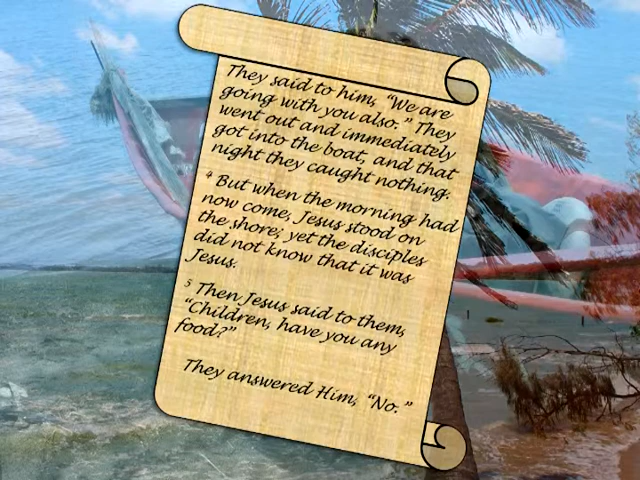 They said to him, “We are
going with you also.” They
went out and immediately
got into the boat, and that
night they caught nothing.
4 But when the morning had
now come, Jesus stood on
the shore; yet the disciples
did not know that it was
Jesus.
5 Then Jesus said to them,
“Children, have you any
food?”
They answered Him, “No.”